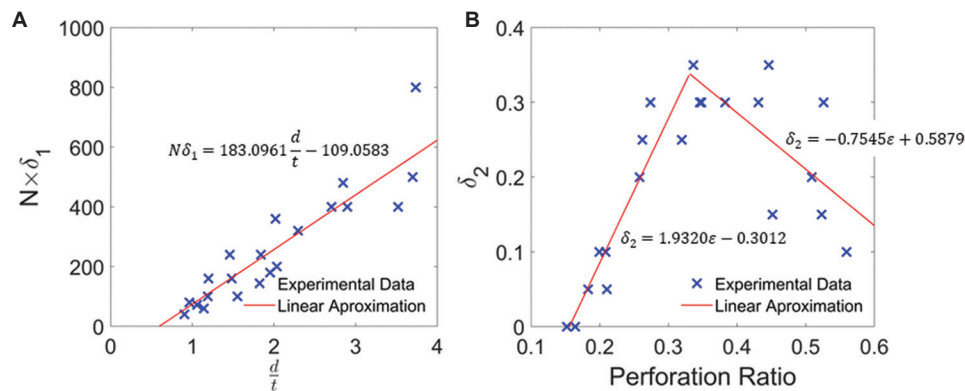 A
1000
800
600
400
200
0
N×δ₁
Nδ₁ = 183.0961 d/t − 109.0583
Experimental Data
Linear Aproximation
0 1 2 3 4
d/t
B
0.4
0.3
0.2
0.1
0
δ₂
δ₂ = −0.7545ε + 0.5879
δ₂ = 1.9320ε − 0.3012
Experimental Data
Linear Aproximation
0.1 0.2 0.3 0.4 0.5 0.6
Perforation Ratio